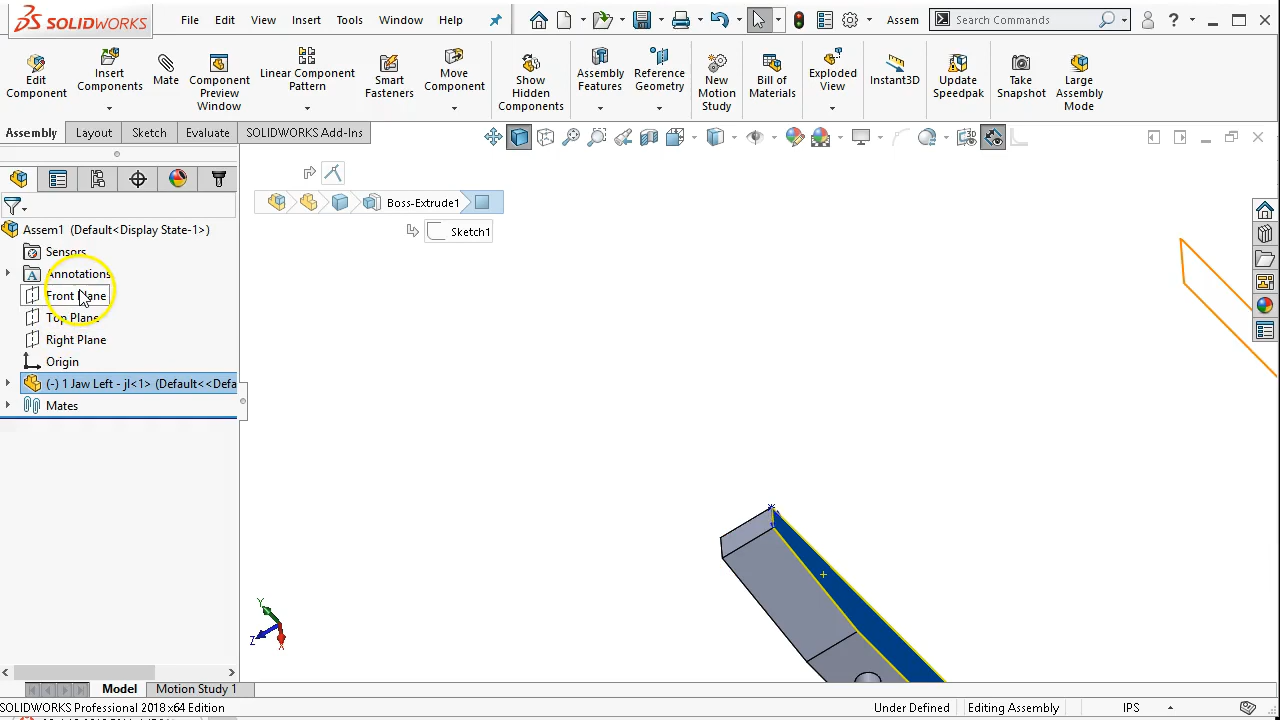 SOLIDWORKS
File
Edit
View
Insert
Tools
Window
Help
Assem
Search Commands
Edit
Component
Insert
Components
Mate
Component
Preview
Window
Linear Component
Pattern
Smart
Fasteners
Move
Component
Show
Hidden
Components
Assembly
Features
Reference
Geometry
New
Motion
Study
Bill of
Materials
Exploded
View
Instant3D
Update
Speedpak
Take
Snapshot
Large
Assembly
Mode
Assembly
Layout
Sketch
Evaluate
SOLIDWORKS Add-Ins
Boss-Extrude1
Sketch1
Assem1 (Default<Display State-1>)
Sensors
Annotations
Front Plane
Top Plane
Right Plane
Origin
(-) 1 Jaw Left - jl<1> (Default<<Defa
Mates
Y
Z
X
Model
Motion Study 1
SOLIDWORKS Premium 2018 x64 Edition
Under Defined
Editing Assembly
IPS